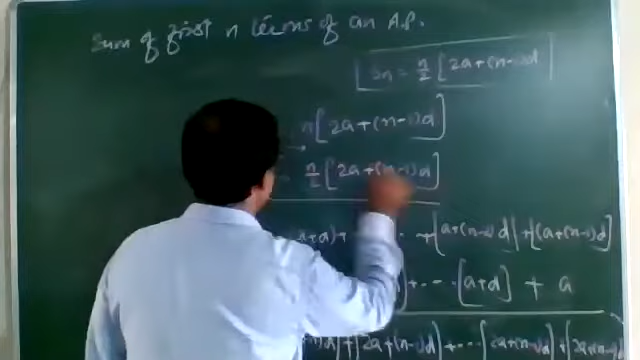 Sum of first n terms of an A.P.
Sn = n/2 [2a+(n-1)d]
n[2a+(n-1)d]
n/2 [2a+(n-1)d]
+a)+ ·· +[a+(n-2)d]+[(a+(n-1)d]
]+··· [a+d] + a
)d]+[2a+(n-1)d]+···[2a+(n-1)d]+[2a+(n-1)